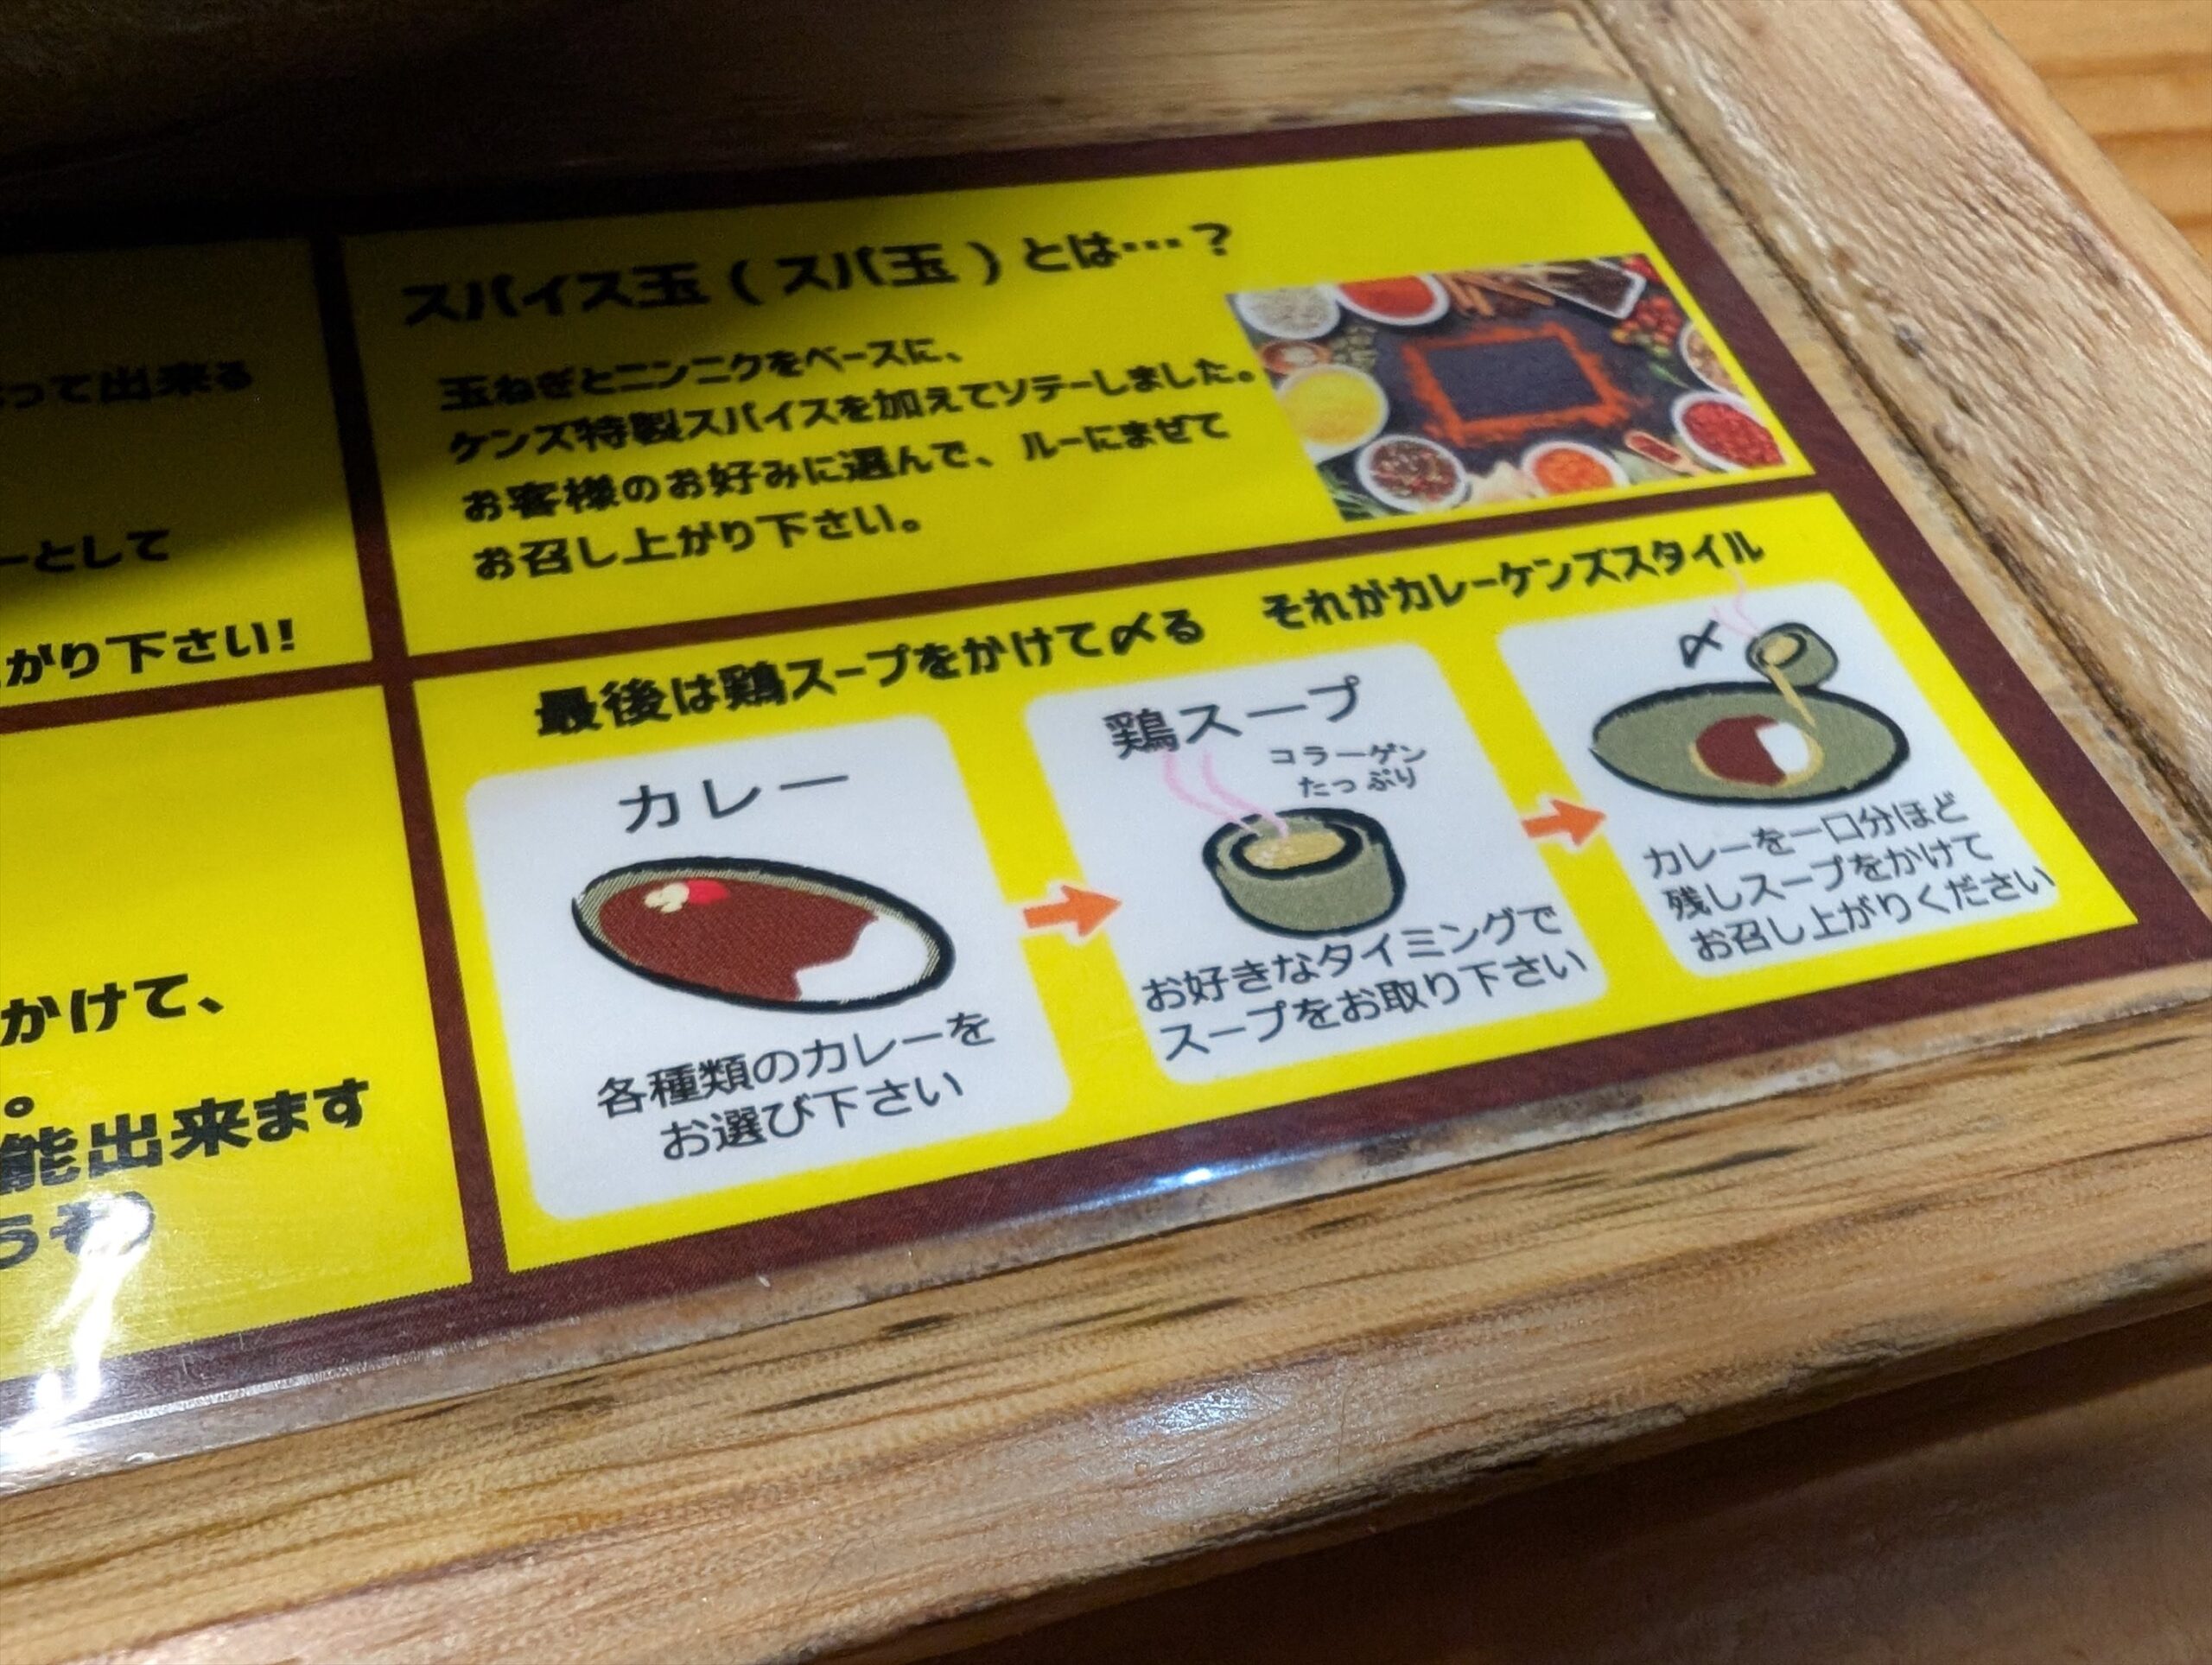 って出来る
ーとして
がり下さい!
かけて、
。
能出来ます
スパイス玉(スパ玉)とは…?
玉ねぎとニンニクをベースに、
ケンズ特製スパイスを加えてソテーしました。
お客様のお好みに選んで、ルーにまぜて
お召し上がり下さい。
最後は鶏スープをかけて〆る　それがカレーケンズスタイル
カレー
各種類のカレーを
お選び下さい
鶏スープ
コラーゲン
たっぷり
お好きなタイミングで
スープをお取り下さい
〆
カレーを一口分ほど
残しスープをかけて
お召し上がりください